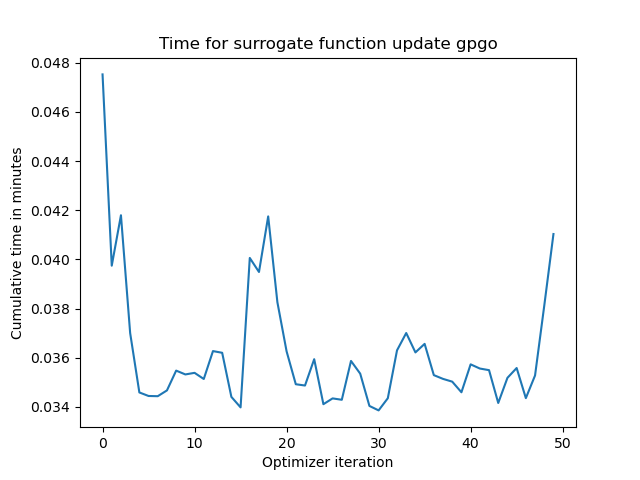 Time for surrogate function update gpgo
Cumulative time in minutes
0.048
0.046
0.044
0.042
0.040
0.038
0.036
0.034
0 10 20 30 40 50
Optimizer iteration